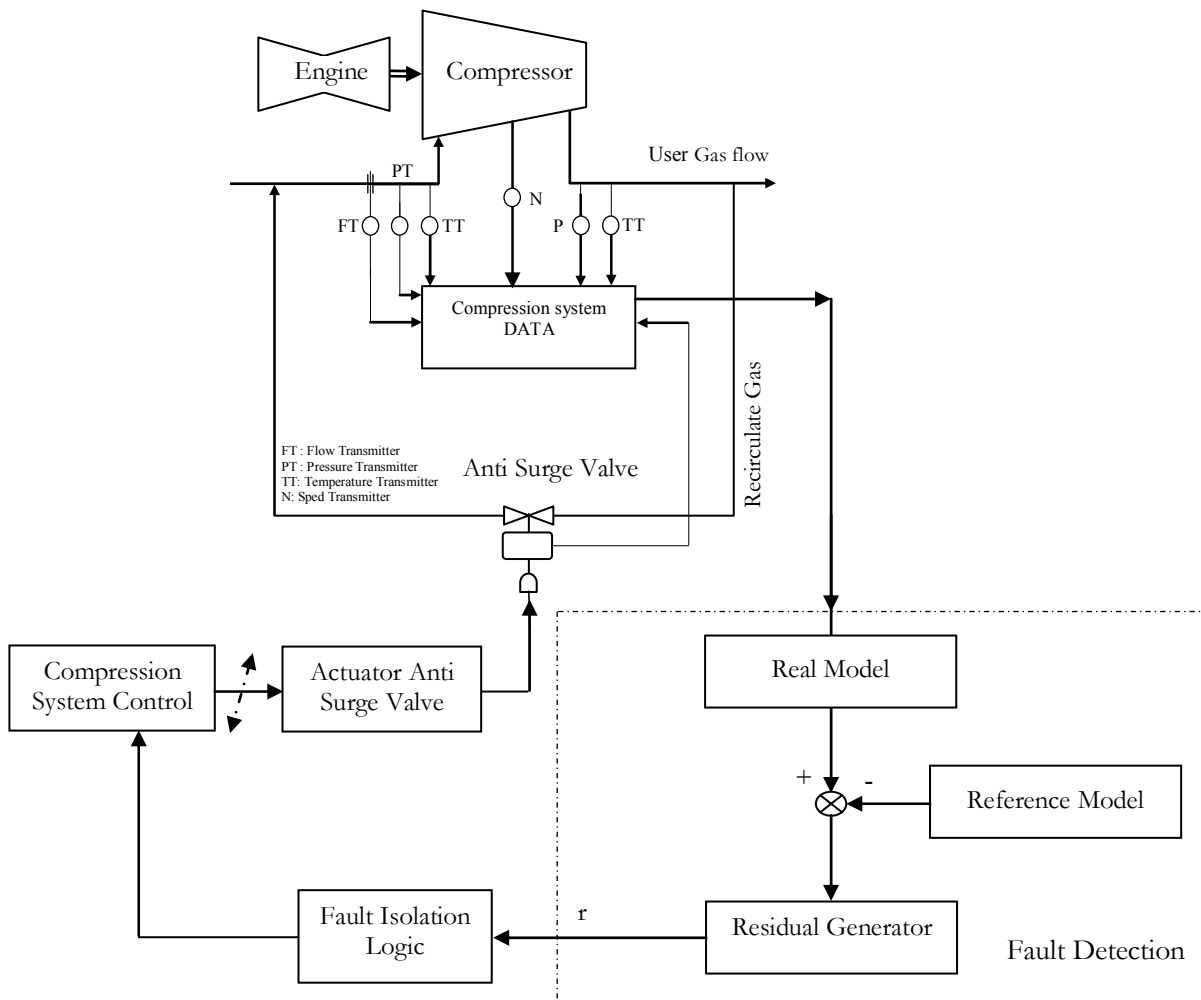 Engine
Compressor
User Gas flow
PT
FT
TT
N
P
TT
Compression system
DATA
Recirculate Gas
FT : Flow Transmitter
PT : Pressure Transmitter
TT: Temperature Transmitter
N: Sped Transmitter
Anti Surge Valve
Compression
System Control
Actuator Anti
Surge Valve
Real Model
+
-
Reference Model
Fault Isolation
Logic
r
Residual Generator
Fault Detection